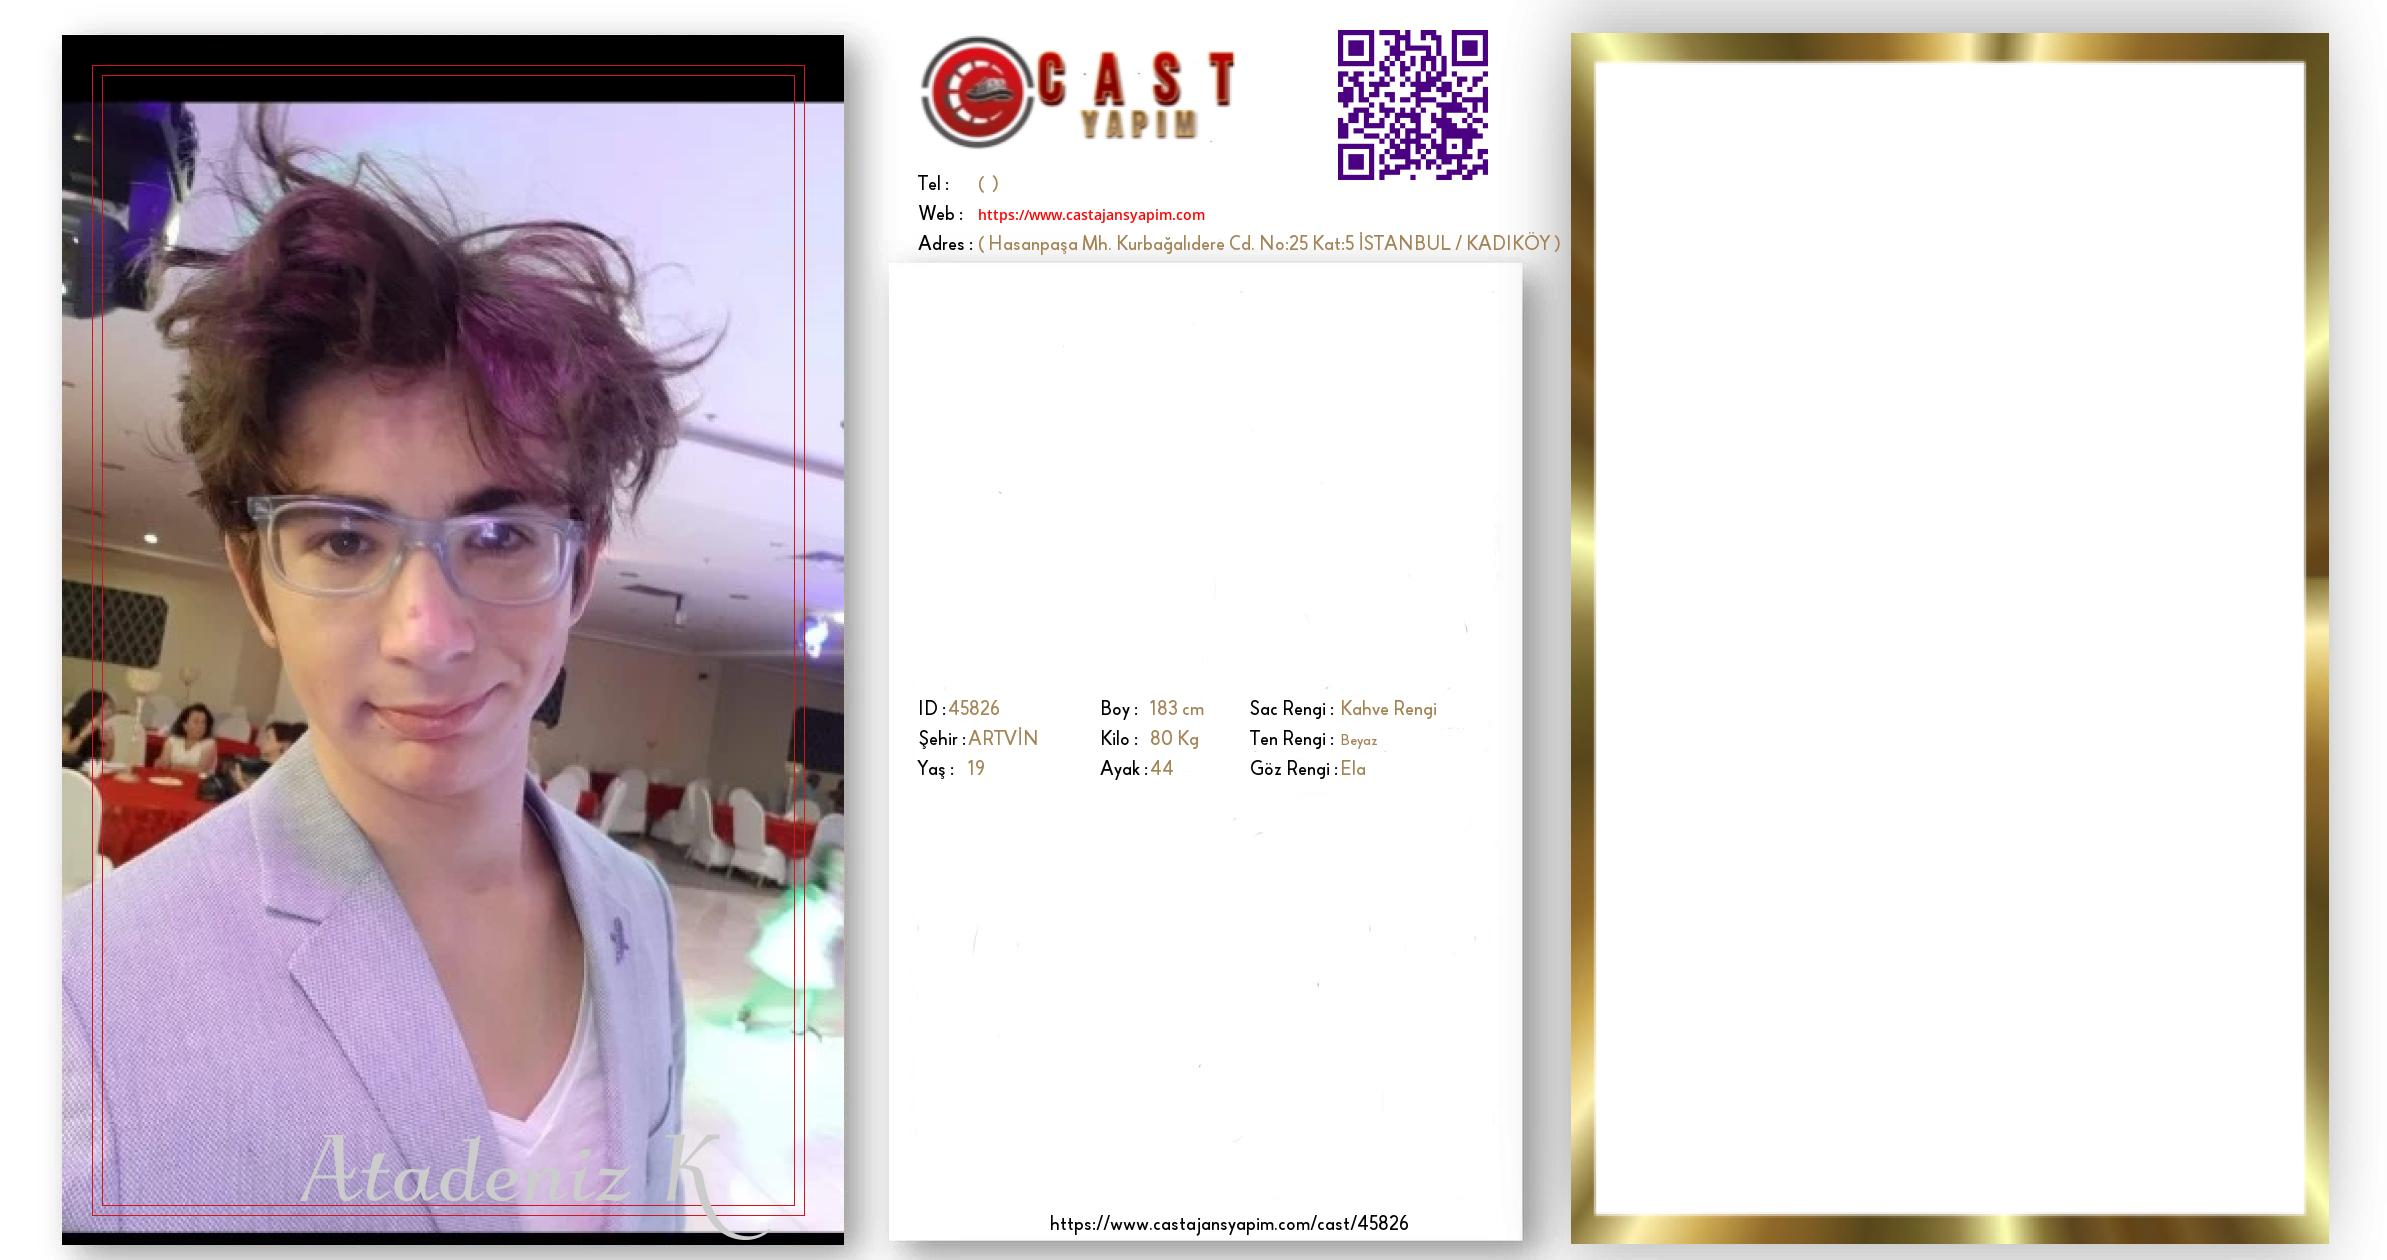 Atadeniz K
CAST
YAPIM
Tel : ( )
Web : https://www.castajansyapim.com
Adres : ( Hasanpaşa Mh. Kurbağalıdere Cd. No:25 Kat:5 İSTANBUL / KADIKÖY )
ID : 45826 Boy : 183 cm Sac Rengi : Kahve Rengi
Şehir : ARTVİN Kilo : 80 Kg Ten Rengi : Beyaz
Yaş : 19 Ayak : 44 Göz Rengi : Ela
https://www.castajansyapim.com/cast/45826